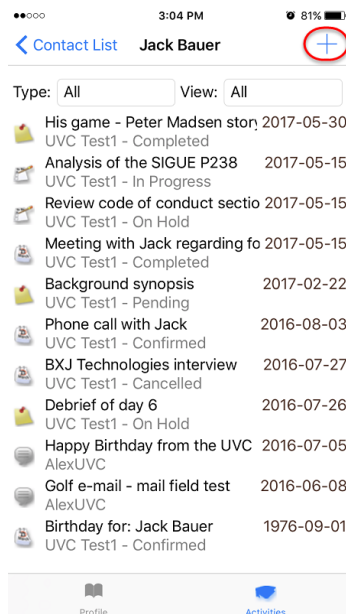 3:04 PM 81%
Contact List Jack Bauer
Type: All View: All
His game - Peter Madsen story 2017-05-30
UVC Test1 - Completed
Analysis of the SIGUE P238 2017-05-15
UVC Test1 - In Progress
Review code of conduct sectio 2017-05-15
UVC Test1 - On Hold
Meeting with Jack regarding fo 2017-05-15
UVC Test1 - Completed
Background synopsis 2017-02-22
UVC Test1 - Pending
Phone call with Jack 2016-08-03
UVC Test1 - Confirmed
BXJ Technologies interview 2016-07-27
UVC Test1 - Cancelled
Debrief of day 6 2016-07-26
UVC Test1 - On Hold
Happy Birthday from the UVC 2016-07-05
AlexUVC
Golf e-mail - mail field test 2016-06-08
AlexUVC
Birthday for: Jack Bauer 1976-09-01
UVC Test1 - Confirmed
Profile Activities